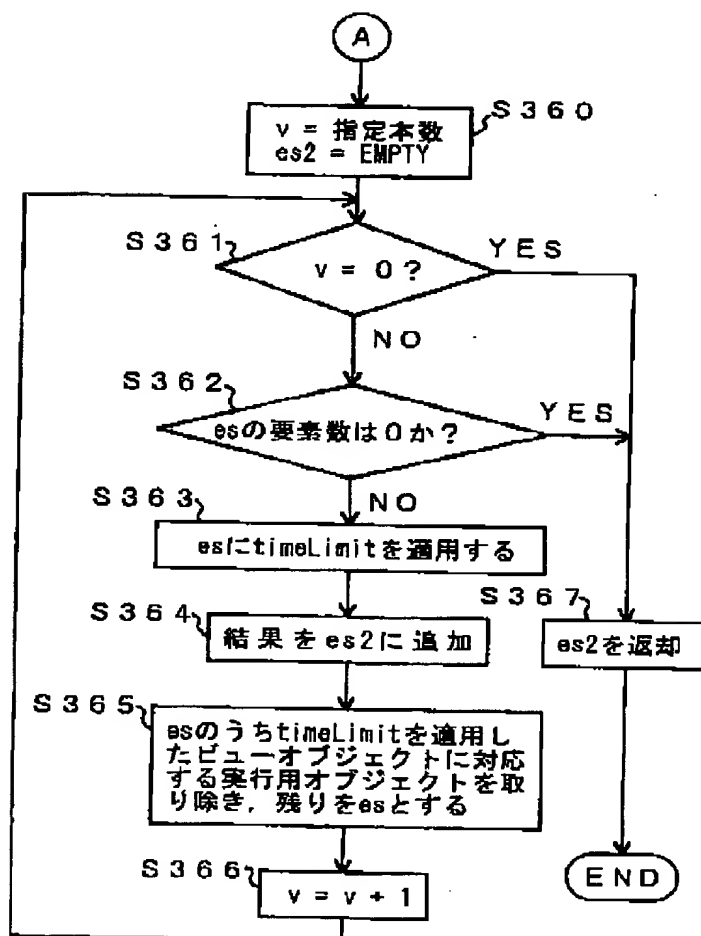 A
S360
v = 指定本数
es2 = EMPTY
S361
v = 0?
YES
NO
S362
esの要素数は0か?
YES
NO
S363
esにtimeLimitを適用する
S364
結果をes2に追加
S367
es2を返却
S365
esのうちtimeLimitを適用し
たビューオブジェクトに対応
する実行用オブジェクトを取
り除き, 残りをesとする
S366
v = v + 1
END